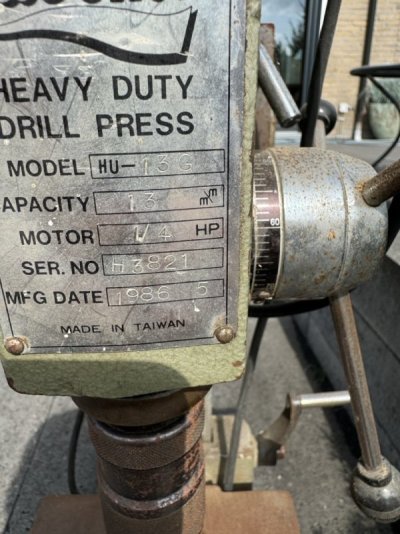 HEAVY DUTY
DRILL PRESS
MODEL HU-13G
CAPACITY 13 m/m
MOTOR 1/4 HP
SER. NO H3821
MFG DATE 1986 5
MADE IN TAIWAN
60